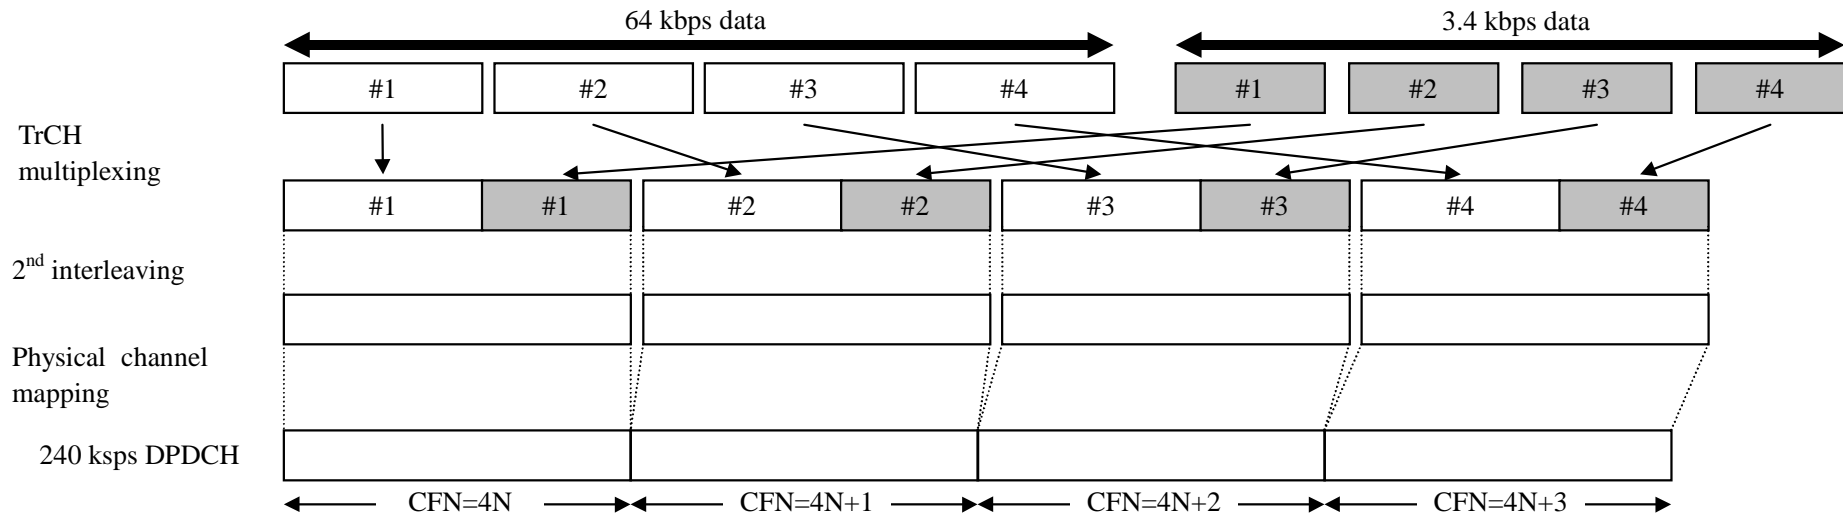 64 kbps data 3.4 kbps data
#1 #2 #3 #4 #1 #2 #3 #4
TrCH
multiplexing
#1 #1 #2 #2 #3 #3 #4 #4
2nd interleaving
Physical channel
mapping
240 ksps DPDCH
CFN=4N CFN=4N+1 CFN=4N+2 CFN=4N+3